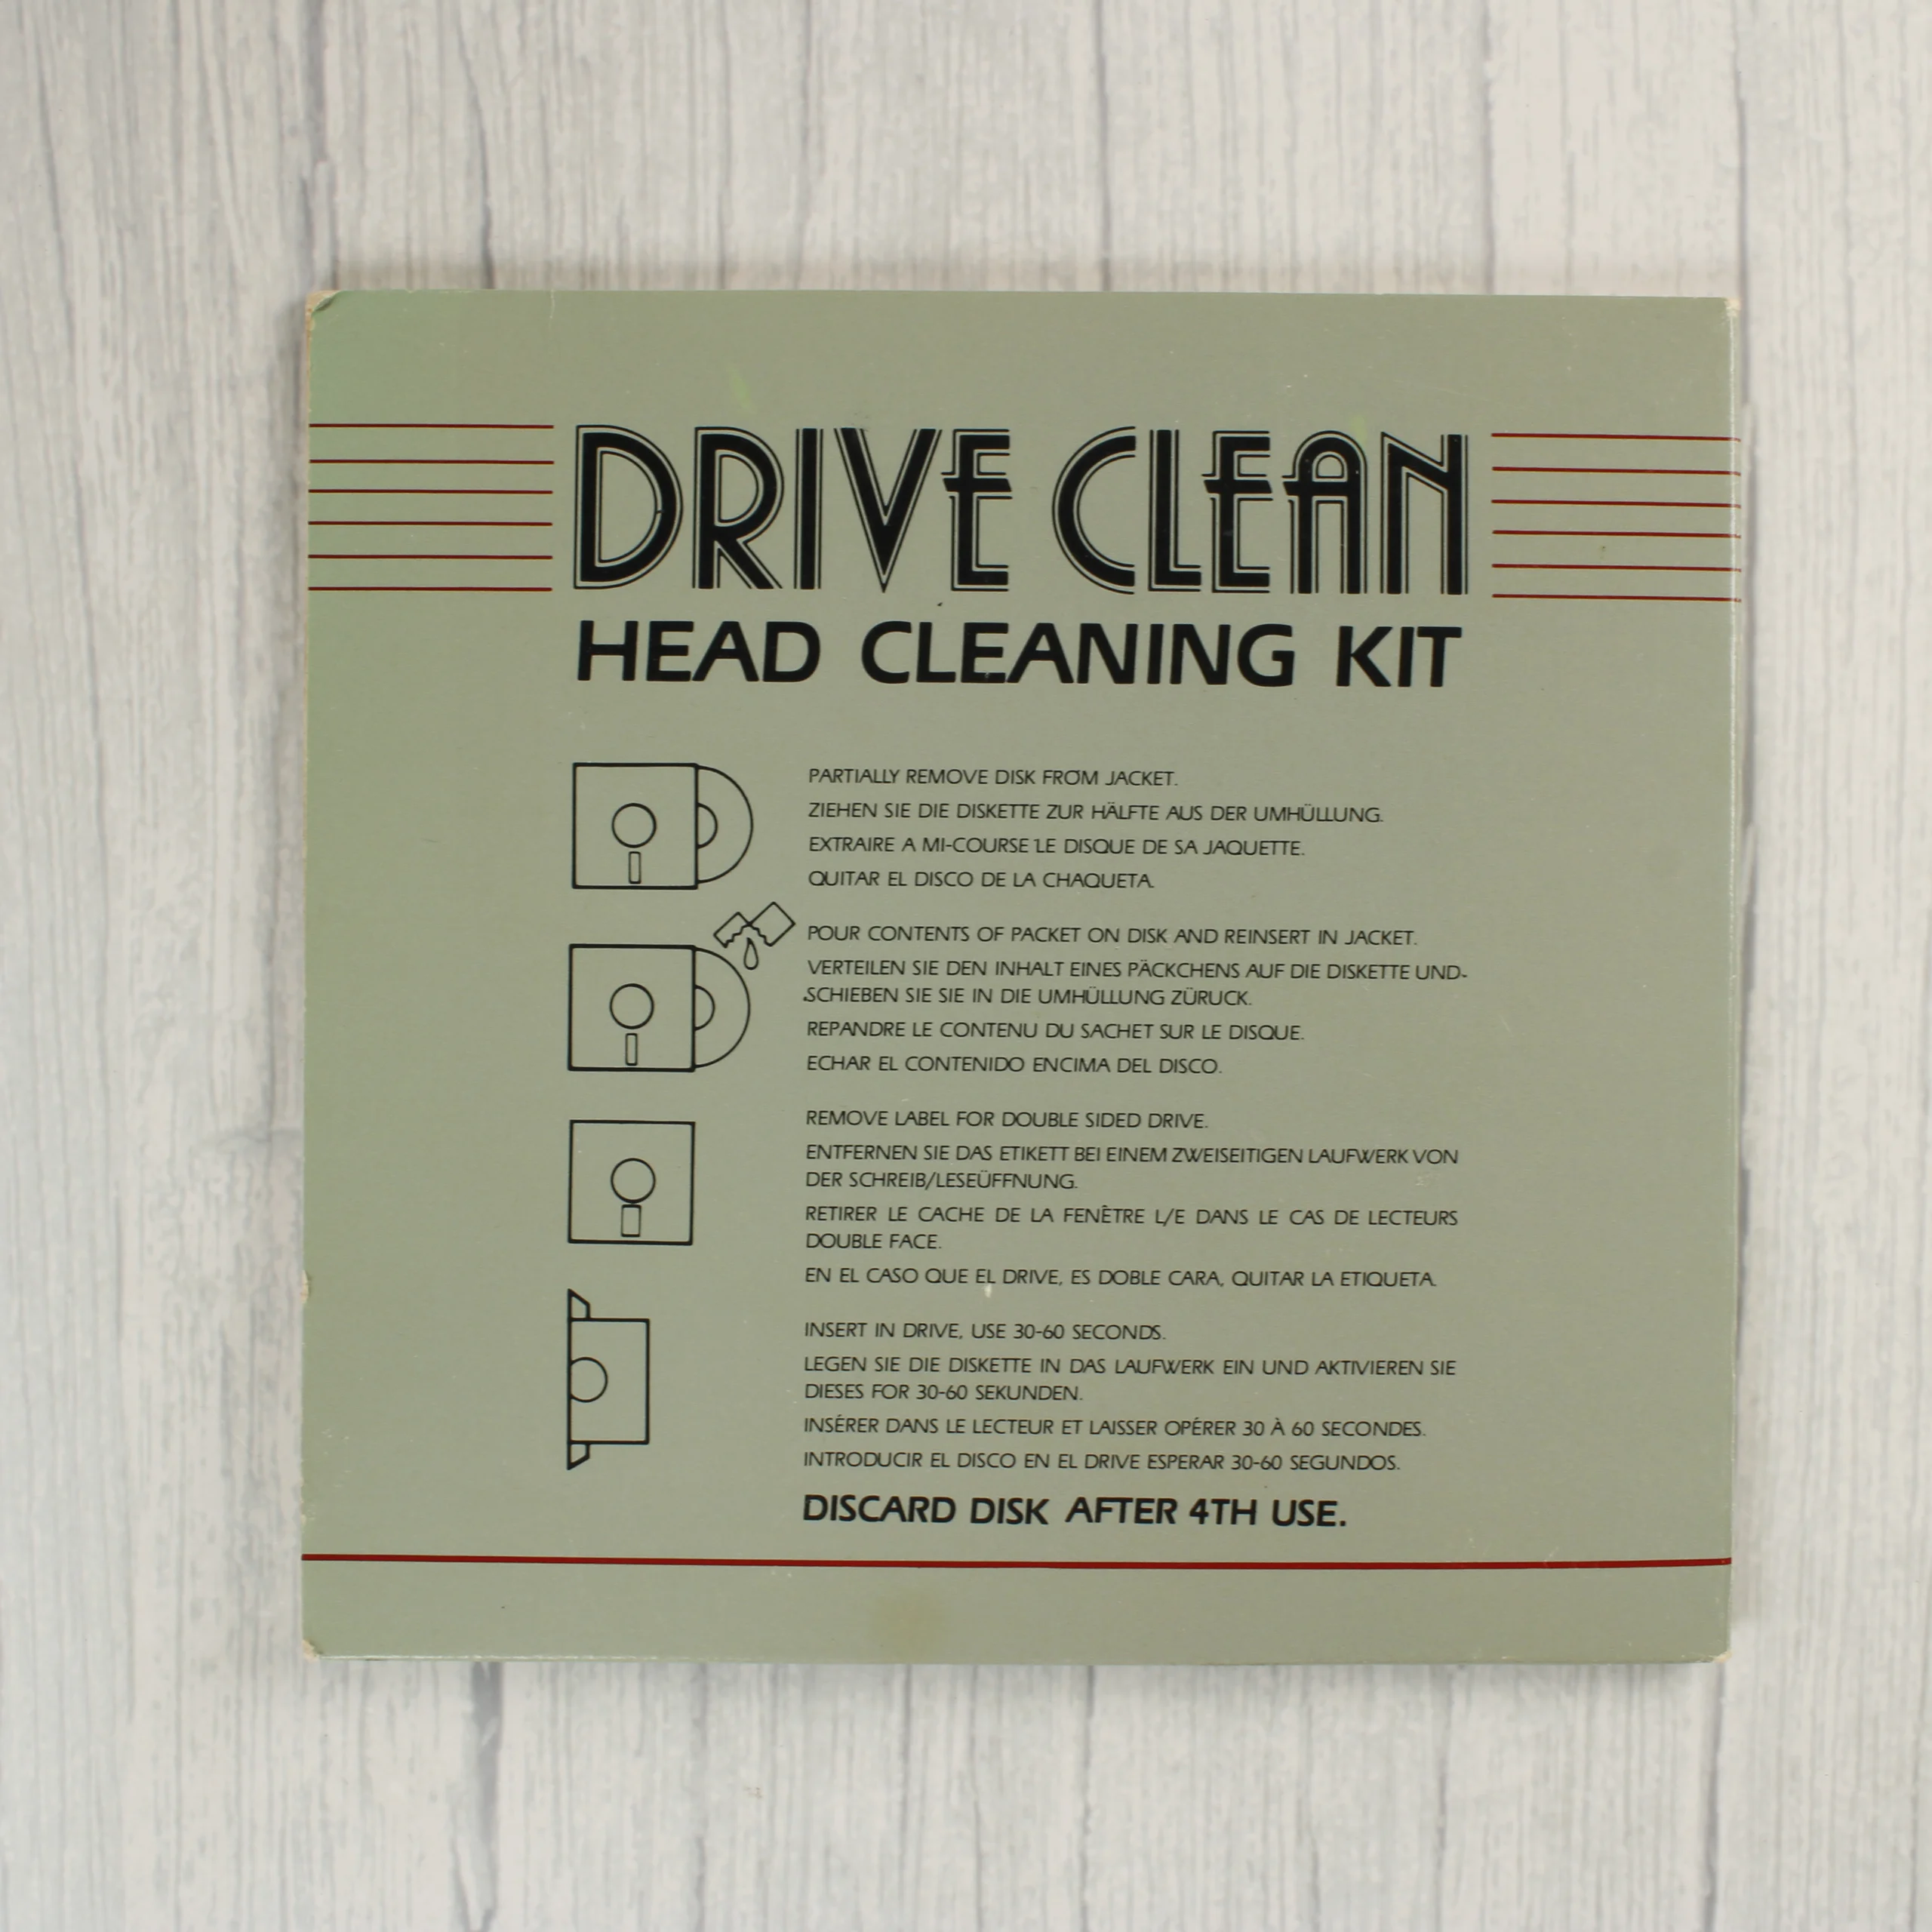 DRIVE CLEAN
HEAD CLEANING KIT
PARTIALLY REMOVE DISK FROM JACKET.
ZIEHEN SIE DIE DISKETTE ZUR HÄLFTE AUS DER UMHÜLLUNG.
EXTRAIRE A MI-COURSE LE DISQUE DE SA JAQUETTE.
QUITAR EL DISCO DE LA CHAQUETA.
POUR CONTENTS OF PACKET ON DISK AND REINSERT IN JACKET.
VERTEILEN SIE DEN INHALT EINES PÄCKCHENS AUF DIE DISKETTE UND-
SCHIEBEN SIE SIE IN DIE UMHÜLLUNG ZÜRUCK.
REPANDRE LE CONTENU DU SACHET SUR LE DISQUE.
ECHAR EL CONTENIDO ENCIMA DEL DISCO.
REMOVE LABEL FOR DOUBLE SIDED DRIVE.
ENTFERNEN SIE DAS ETIKETT BEI EINEM ZWEISEITIGEN LAUFWERK VON
DER SCHREIB/LESEÜFFNUNG.
RETIRER LE CACHE DE LA FENÊTRE L/E DANS LE CAS DE LECTEURS
DOUBLE FACE.
EN EL CASO QUE EL DRIVE, ES DOBLE CARA, QUITAR LA ETIQUETA.
INSERT IN DRIVE, USE 30-60 SECONDS.
LEGEN SIE DIE DISKETTE IN DAS LAUFWERK EIN UND AKTIVIEREN SIE
DIESES FOR 30-60 SEKUNDEN.
INSÉRER DANS LE LECTEUR ET LAISSER OPÉRER 30 À 60 SECONDES.
INTRODUCIR EL DISCO EN EL DRIVE ESPERAR 30-60 SEGUNDOS.
DISCARD DISK AFTER 4TH USE.